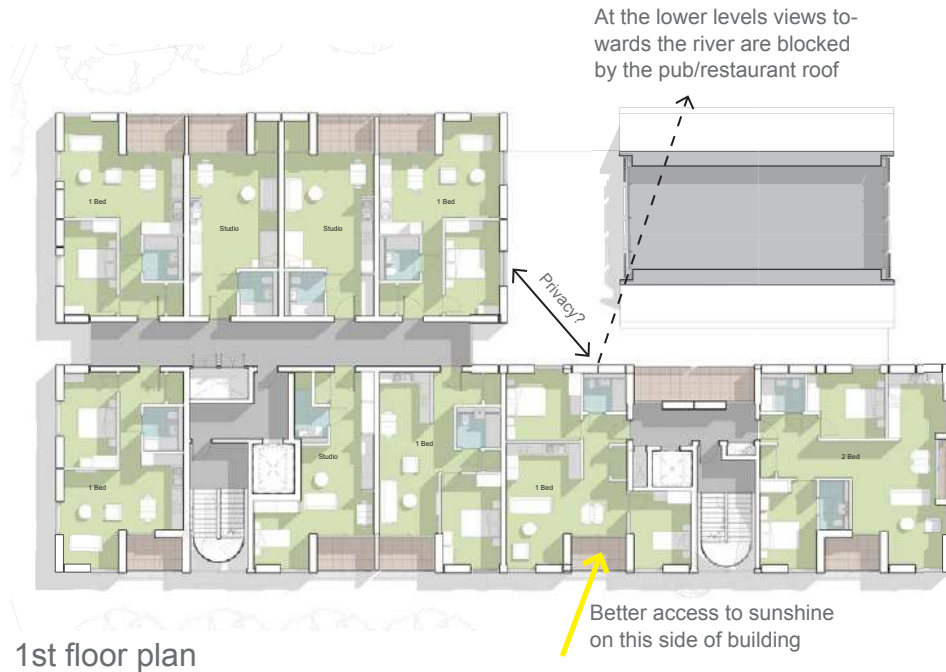 At the lower levels views to-
wards the river are blocked
by the pub/restaurant roof
1 Bed
Studio
Studio
1 Bed
Privacy?
1 Bed
Studio
1 Bed
1 Bed
2 Bed
Better access to sunshine
on this side of building
1st floor plan